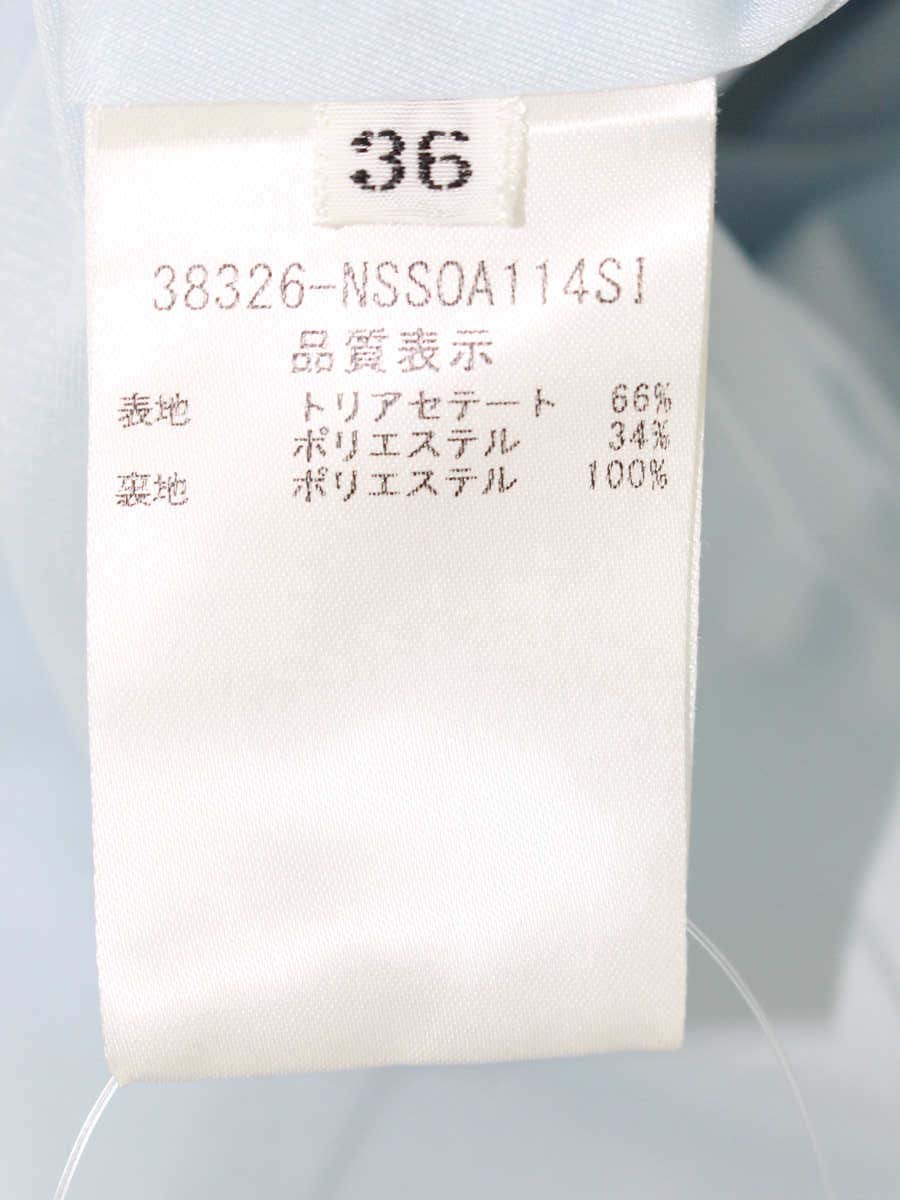 36
38326-NSSOA114SI
品質表示
表地 トリアセテート 66%
ポリエステル 34%
裏地 ポリエステル 100%